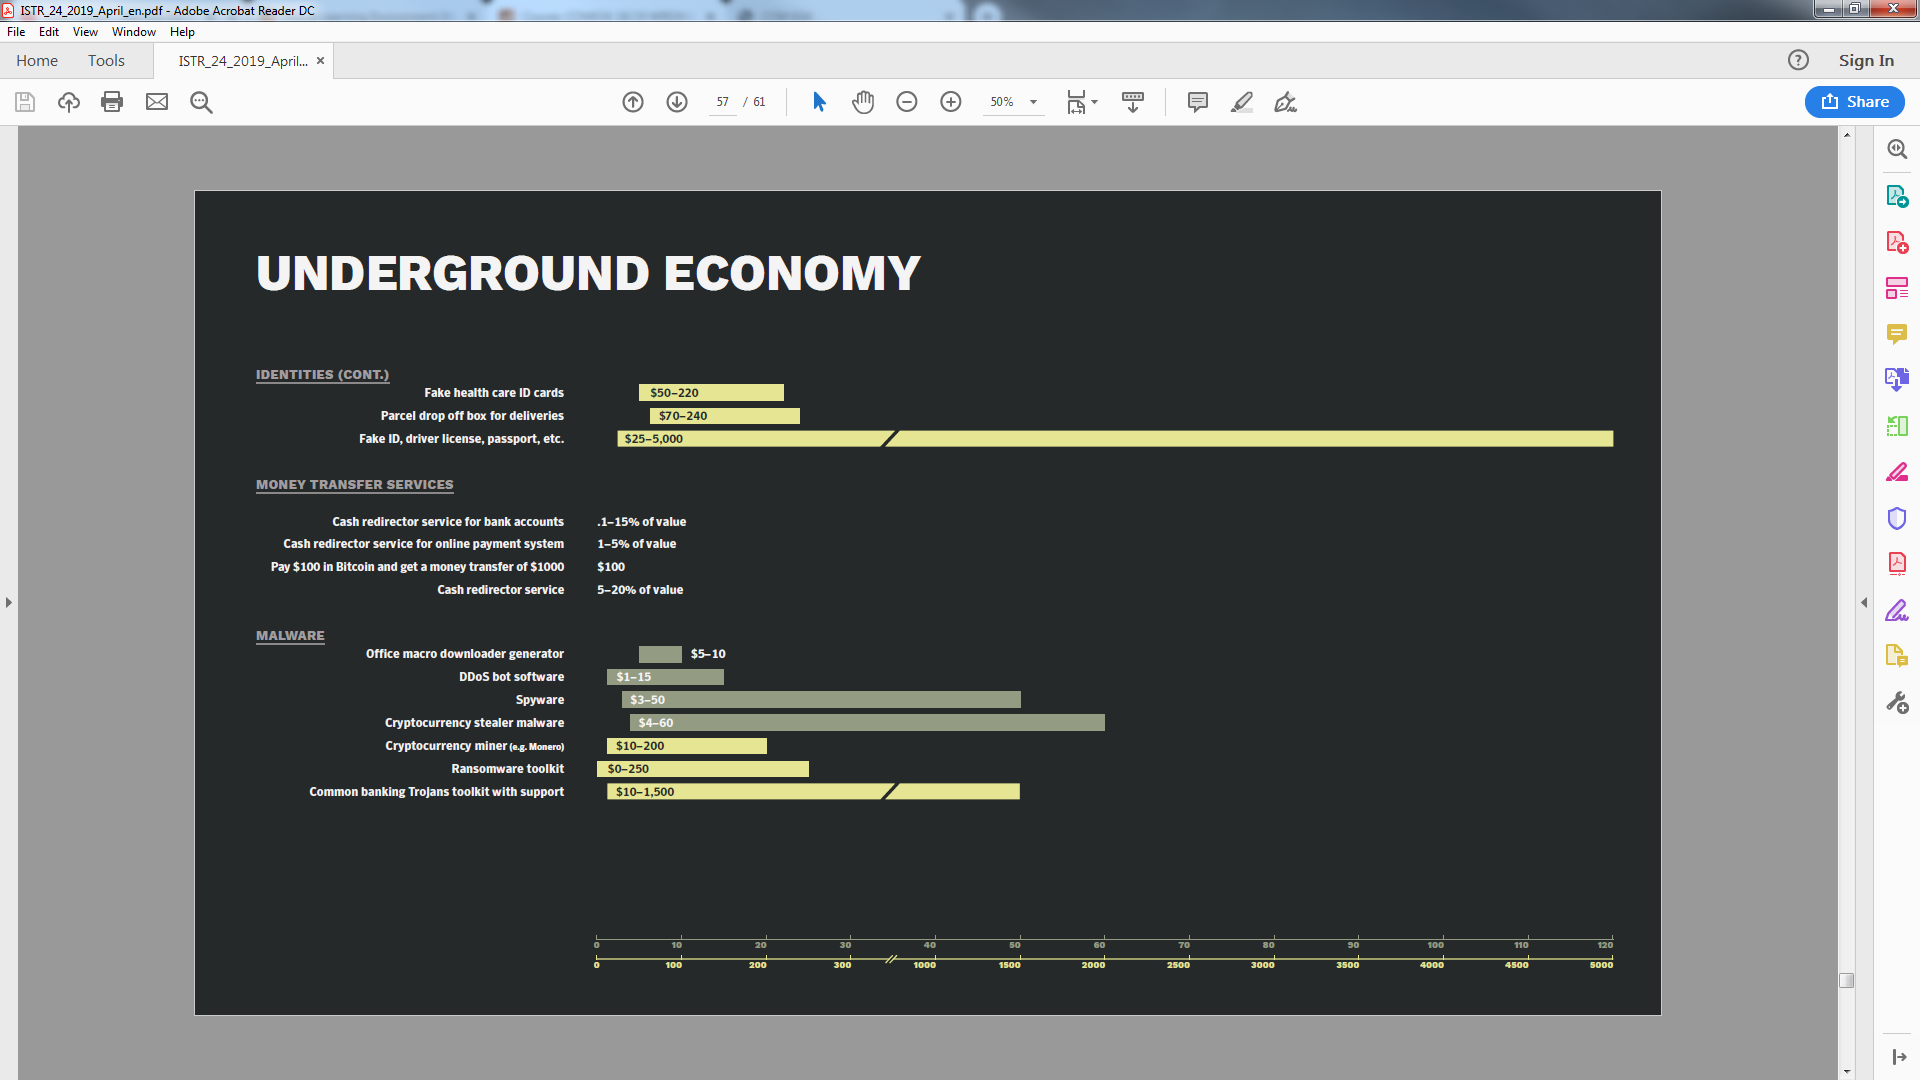 ISTR_24_2019_April_en.pdf - Adobe Acrobat Reader DC
File Edit View Window Help
Home Tools ISTR_24_2019_April... × Sign In
57 / 61 50% Share
UNDERGROUND ECONOMY
IDENTITIES (CONT.)
Fake health care ID cards $50–220
Parcel drop off box for deliveries $70–240
Fake ID, driver license, passport, etc. $25–5,000
MONEY TRANSFER SERVICES
Cash redirector service for bank accounts .1–15% of value
Cash redirector service for online payment system 1–5% of value
Pay $100 in Bitcoin and get a money transfer of $1000 $100
Cash redirector service 5–20% of value
MALWARE
Office macro downloader generator $5–10
DDoS bot software $1–15
Spyware $3–50
Cryptocurrency stealer malware $4–60
Cryptocurrency miner (e.g. Monero) $10–200
Ransomware toolkit $0–250
Common banking Trojans toolkit with support $10–1,500
0 10 20 30 40 50 60 70 80 90 100 110 120
0 100 200 300 1000 1500 2000 2500 3000 3500 4000 4500 5000